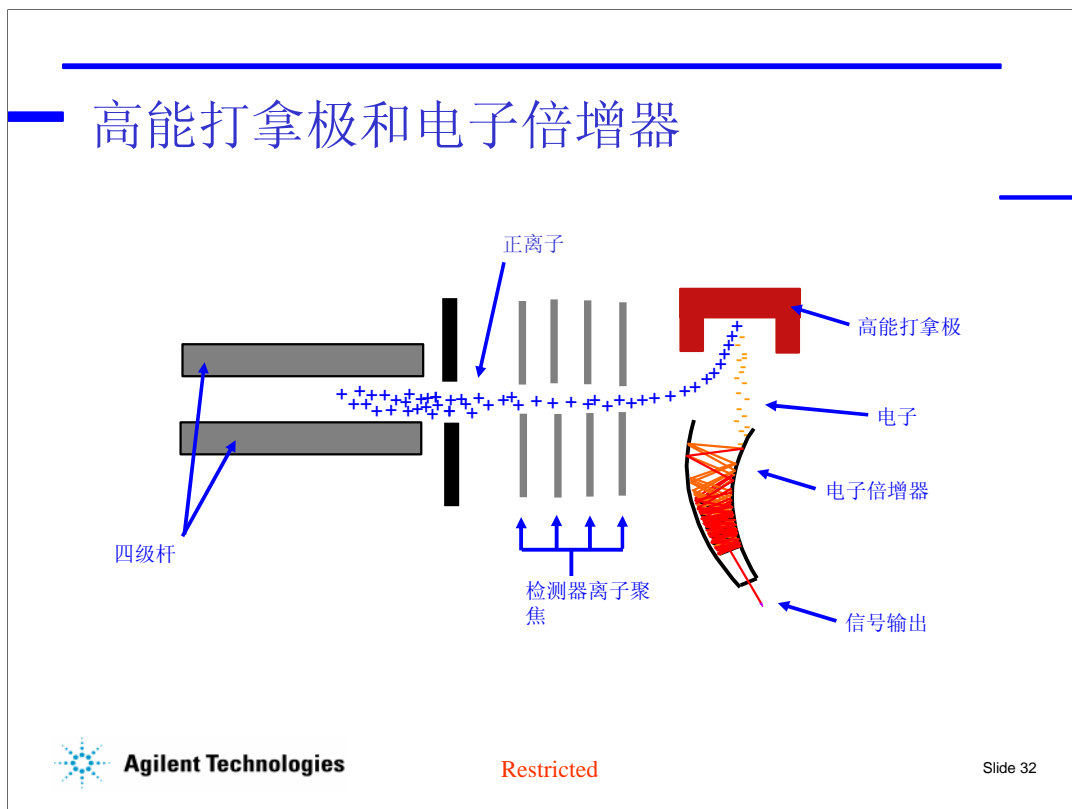 高能打拿极和电子倍增器
正离子
高能打拿极
电子
电子倍增器
四级杆
检测器离子聚
焦
信号输出
Agilent Technologies
Restricted
Slide 32